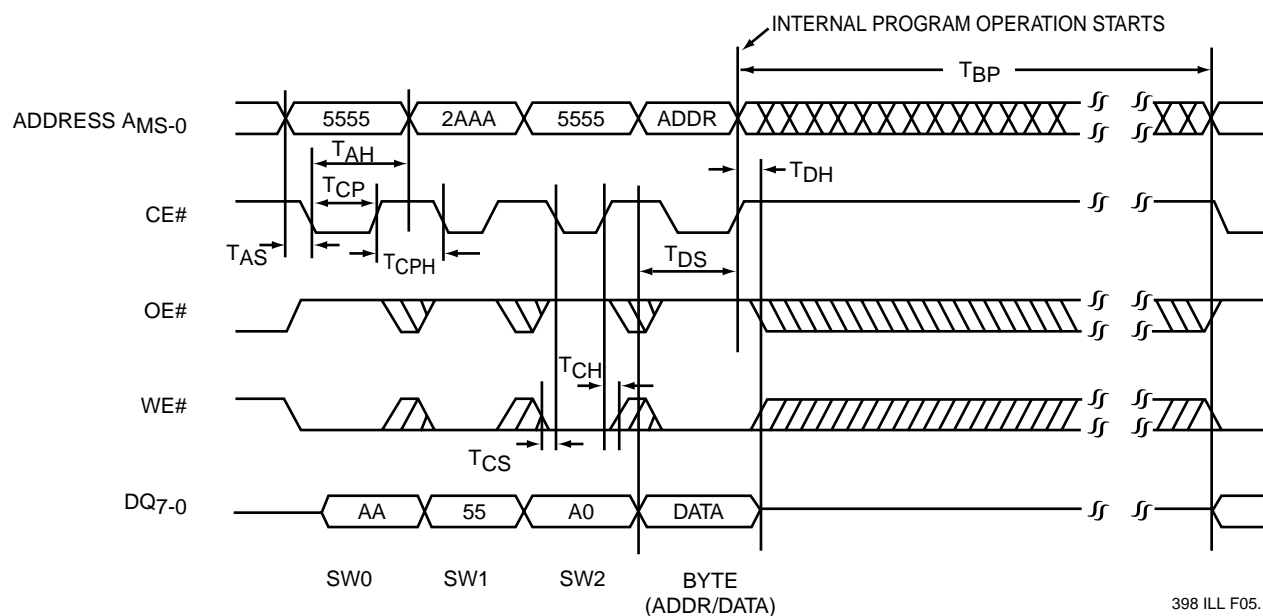 INTERNAL PROGRAM OPERATION STARTS
TBP
ADDRESS AMS-0
5555
2AAA
5555
ADDR
TAH
TDH
TCP
CE#
TAS
TCPH
TDS
OE#
TCH
WE#
TCS
DQ7-0
AA
55
A0
DATA
SW0
SW1
SW2
BYTE
(ADDR/DATA)
398 ILL F05.